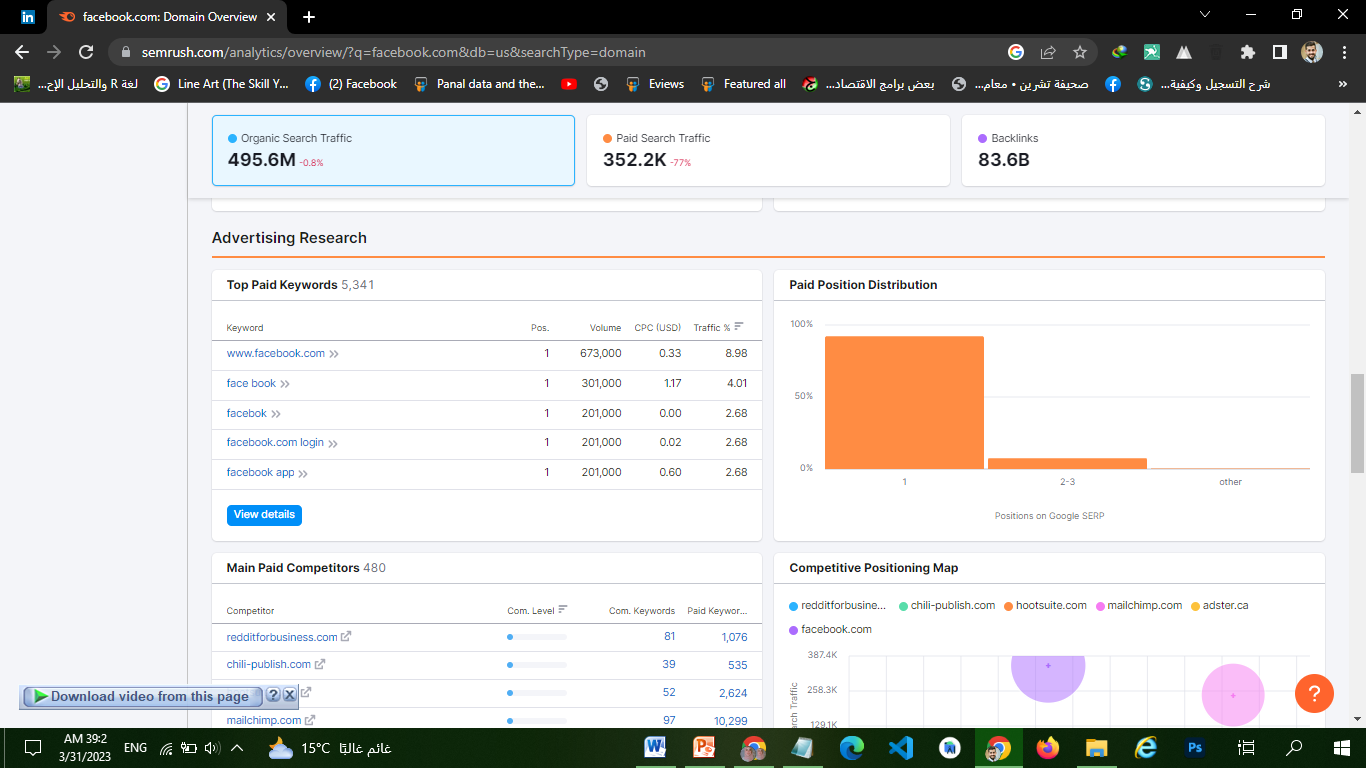 facebook.com: Domain Overview
semrush.com/analytics/overview/?q=facebook.com&db=us&searchType=domain
لغة R والتحليل الإح...
Line Art (The Skill Y...
(2) Facebook
Panal data and the...
Eviews
Featured all
بعض برامج الاقتصاد...
صحيفة تشرين • معام...
شرح التسجيل وكيفية...
»
Organic Search Traffic
495.6M -0.8%
Paid Search Traffic
352.2K -77%
Backlinks
83.6B
Advertising Research
Top Paid Keywords 5,341
Keyword Pos. Volume CPC (USD) Traffic %
www.facebook.com 1 673,000 0.33 8.98
face book 1 301,000 1.17 4.01
facebok 1 201,000 0.00 2.68
facebook.com login 1 201,000 0.02 2.68
facebook app 1 201,000 0.60 2.68
View details
Paid Position Distribution
100%
50%
0%
1 2-3 other
Positions on Google SERP
Main Paid Competitors 480
Competitor Com. Level Com. Keywords Paid Keywor...
redditforbusiness.com 81 1,076
chili-publish.com 39 535
52 2,624
mailchimp.com 97 10,299
Competitive Positioning Map
redditforbusine... chili-publish.com hootsuite.com mailchimp.com adster.ca
facebook.com
387.4K
258.3K
129.1K
rch Traffic
?
Download video from this page ? X
AM 39:2
3/31/2023
ENG
15°C غائم غالبًا